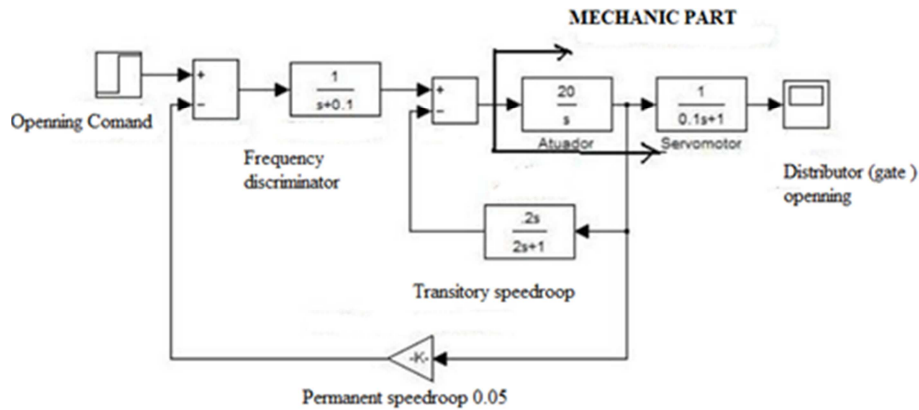 MECHANIC PART
+
−
1
s+0.1
+
−
20
s
1
0.1s+1
Openning Comand
Atuador
Servomotor
Frequency
discriminator
Distributor (gate )
openning
.2s
2s+1
Transitory speedroop
-K-
Permanent speedroop 0.05